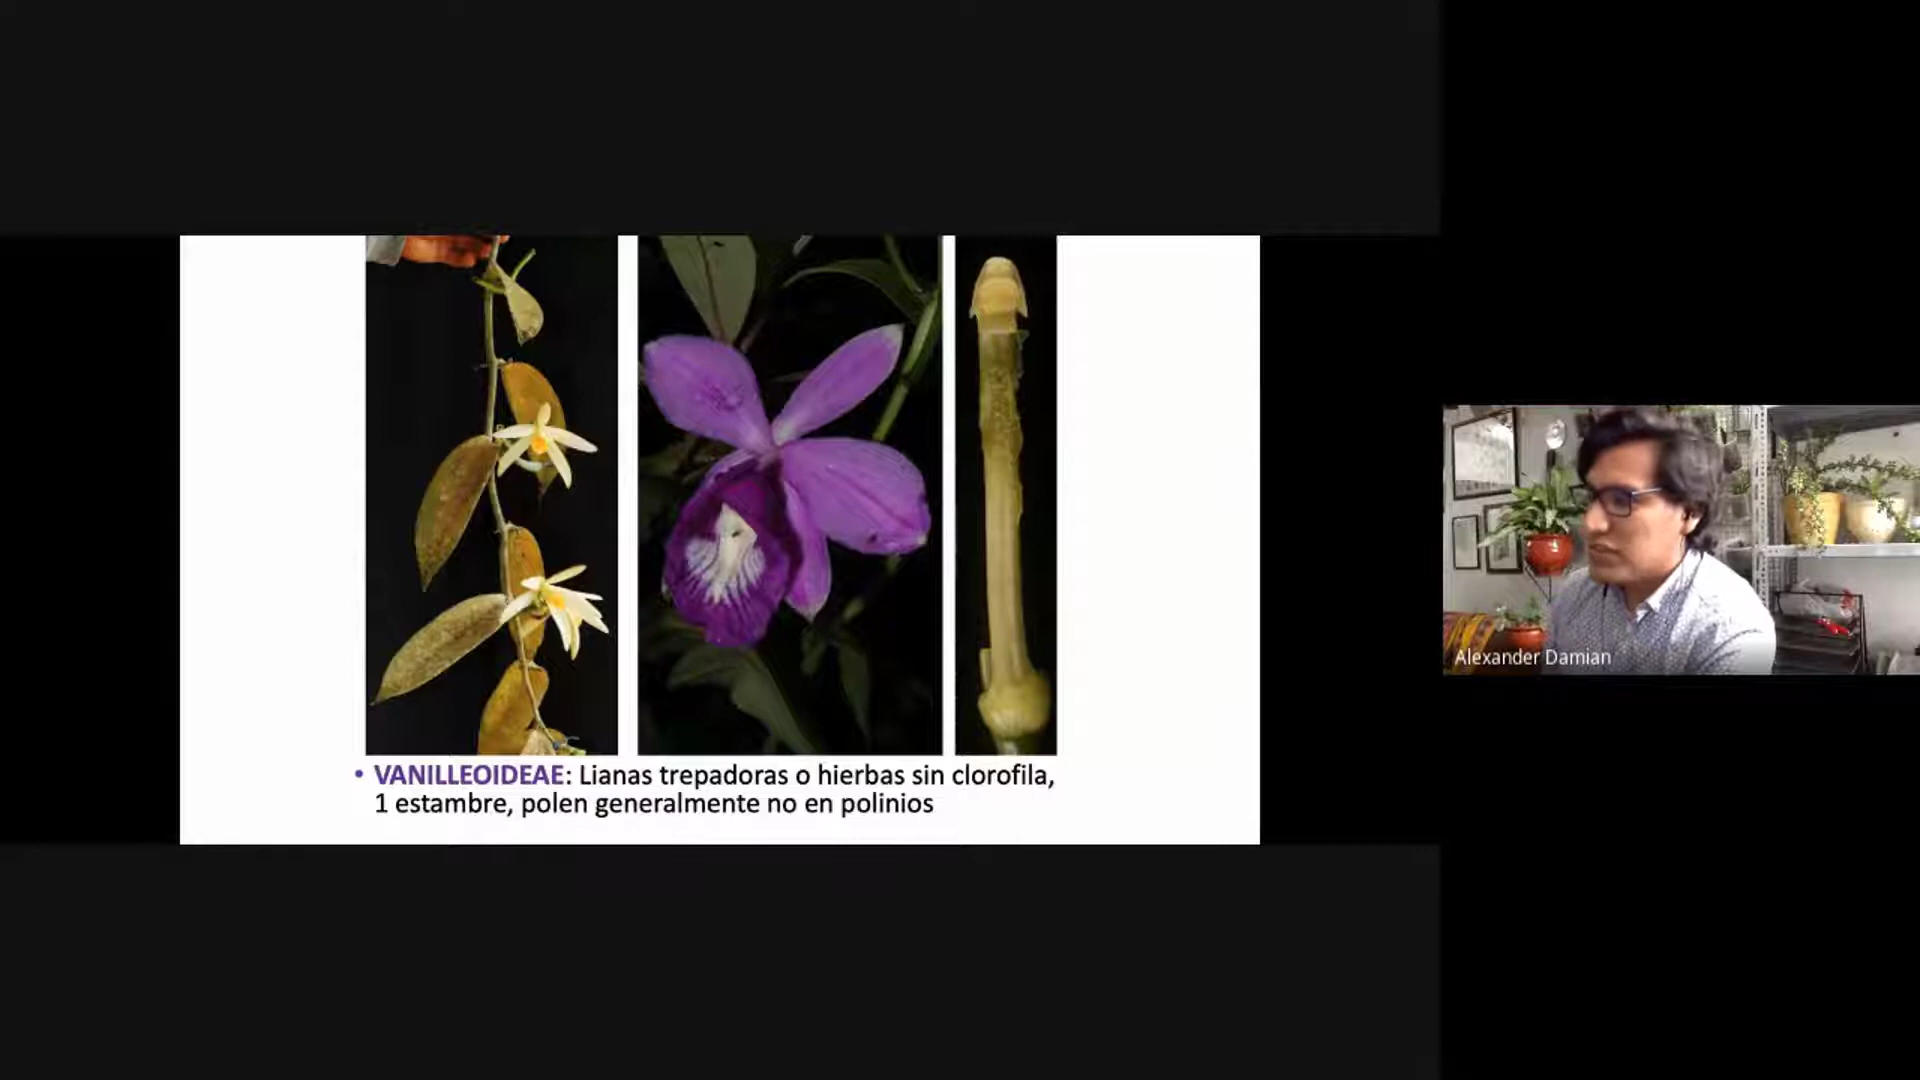 • VANILLEOIDEAE: Lianas trepadoras o hierbas sin clorofila,
1 estambre, polen generalmente no en polinios
Alexander Damian